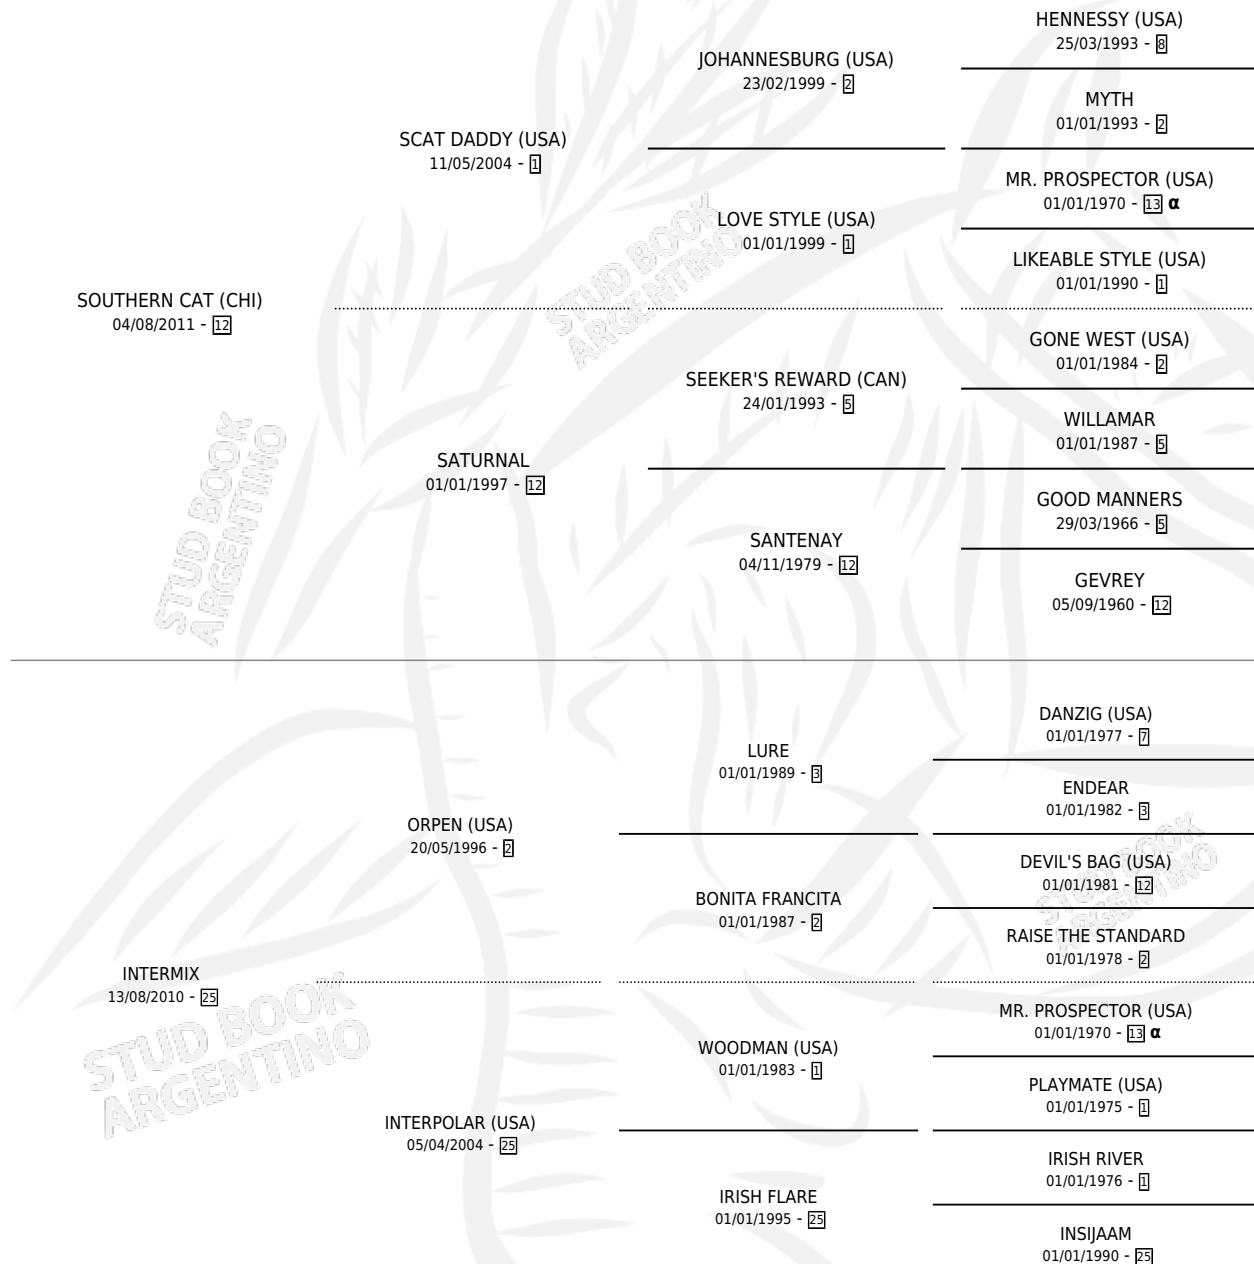 HENNESSY (USA)
25/03/1993 - 8
JOHANNESBURG (USA)
23/02/1999 - 2
MYTH
01/01/1993 - 2
SCAT DADDY (USA)
11/05/2004 - 1
MR. PROSPECTOR (USA)
01/01/1970 - 13 α
LOVE STYLE (USA)
01/01/1999 - 1
LIKEABLE STYLE (USA)
01/01/1990 - 1
SOUTHERN CAT (CHI)
04/08/2011 - 12
GONE WEST (USA)
01/01/1984 - 2
SEEKER'S REWARD (CAN)
24/01/1993 - 5
WILLAMAR
01/01/1987 - 5
SATURNAL
01/01/1997 - 12
GOOD MANNERS
29/03/1966 - 5
SANTENAY
04/11/1979 - 12
GEVREY
05/09/1960 - 12
DANZIG (USA)
01/01/1977 - 7
LURE
01/01/1989 - 3
ENDEAR
01/01/1982 - 3
ORPEN (USA)
20/05/1996 - 2
DEVIL'S BAG (USA)
01/01/1981 - 12
BONITA FRANCITA
01/01/1987 - 2
RAISE THE STANDARD
01/01/1978 - 2
INTERMIX
13/08/2010 - 25
MR. PROSPECTOR (USA)
01/01/1970 - 13 α
WOODMAN (USA)
01/01/1983 - 1
PLAYMATE (USA)
01/01/1975 - 1
INTERPOLAR (USA)
05/04/2004 - 25
IRISH RIVER
01/01/1976 - 1
IRISH FLARE
01/01/1995 - 25
INSIJAAM
01/01/1990 - 25
STUD BOOK
ARGENTINO
STUD BOOK
ARGENTINO
STUD BOOK
ARGENTINO
STUD BOOK
ARGENTINO